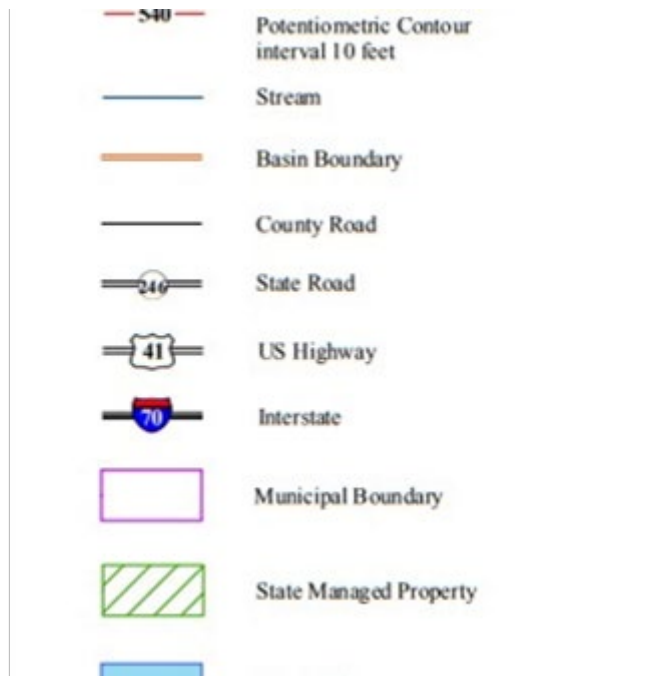 540
Potentiometric Contour
interval 10 feet
Stream
Basin Boundary
County Road
246 State Road
41 US Highway
70 Interstate
Municipal Boundary
State Managed Property